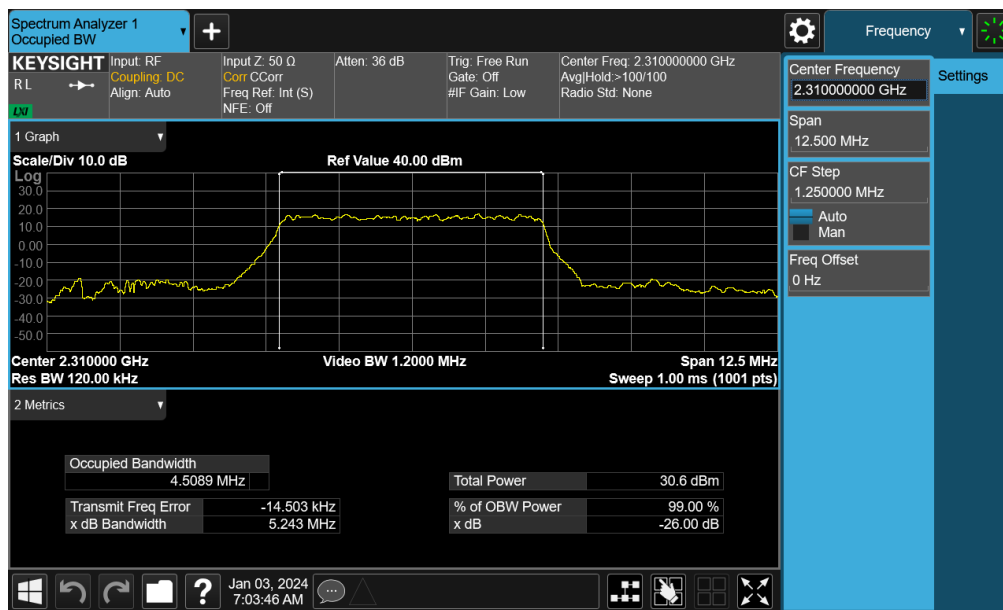 Spectrum Analyzer 1
Occupied BW
+
Frequency
KEYSIGHT
RL
LXI
Input: RF
Coupling: DC
Align: Auto
Input Z: 50 Ω
Corr CCorr
Freq Ref: Int (S)
NFE: Off
Atten: 36 dB
Trig: Free Run
Gate: Off
#IF Gain: Low
Center Freq: 2.310000000 GHz
Avg|Hold:>100/100
Radio Std: None
Center Frequency
2.310000000 GHz
Settings
Span
12.500 MHz
CF Step
1.250000 MHz
Auto
Man
Freq Offset
0 Hz
1 Graph
Scale/Div 10.0 dB
Ref Value 40.00 dBm
Log
30.0
20.0
10.0
0.00
-10.0
-20.0
-30.0
-40.0
-50.0
Center 2.310000 GHz
Video BW 1.2000 MHz
Span 12.5 MHz
Res BW 120.00 kHz
Sweep 1.00 ms (1001 pts)
2 Metrics
Occupied Bandwidth
4.5089 MHz
Total Power 30.6 dBm
Transmit Freq Error -14.503 kHz
% of OBW Power 99.00 %
x dB Bandwidth 5.243 MHz
x dB -26.00 dB
?
Jan 03, 2024
7:03:46 AM